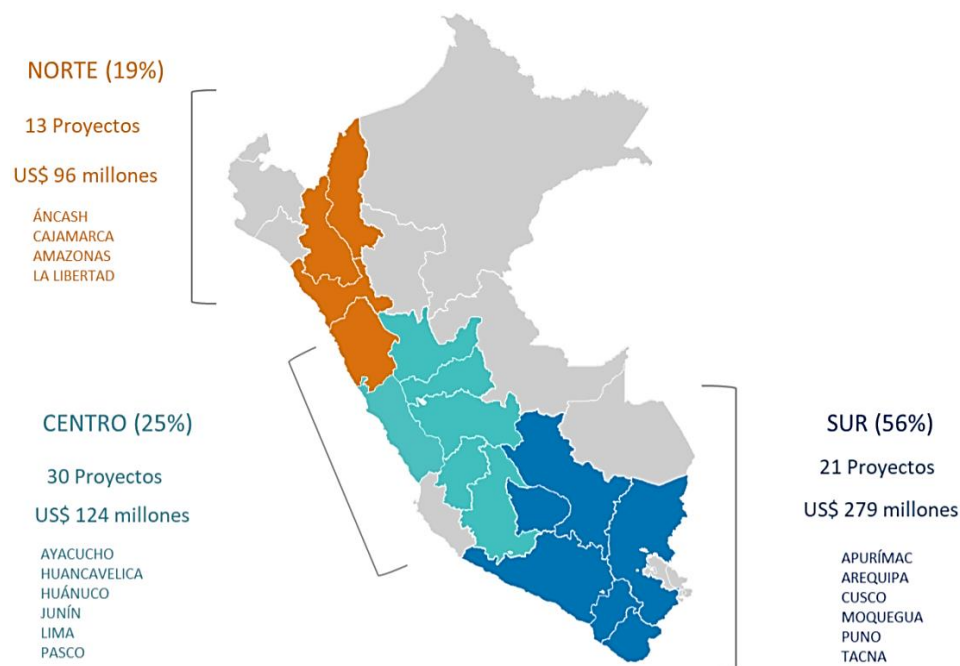 NORTE (19%)
13 Proyectos
US$ 96 millones
ÁNCASH
CAJAMARCA
AMAZONAS
LA LIBERTAD
CENTRO (25%)
30 Proyectos
US$ 124 millones
AYACUCHO
HUANCAVELICA
HUÁNUCO
JUNÍN
LIMA
PASCO
SUR (56%)
21 Proyectos
US$ 279 millones
APURÍMAC
AREQUIPA
CUSCO
MOQUEGUA
PUNO
TACNA